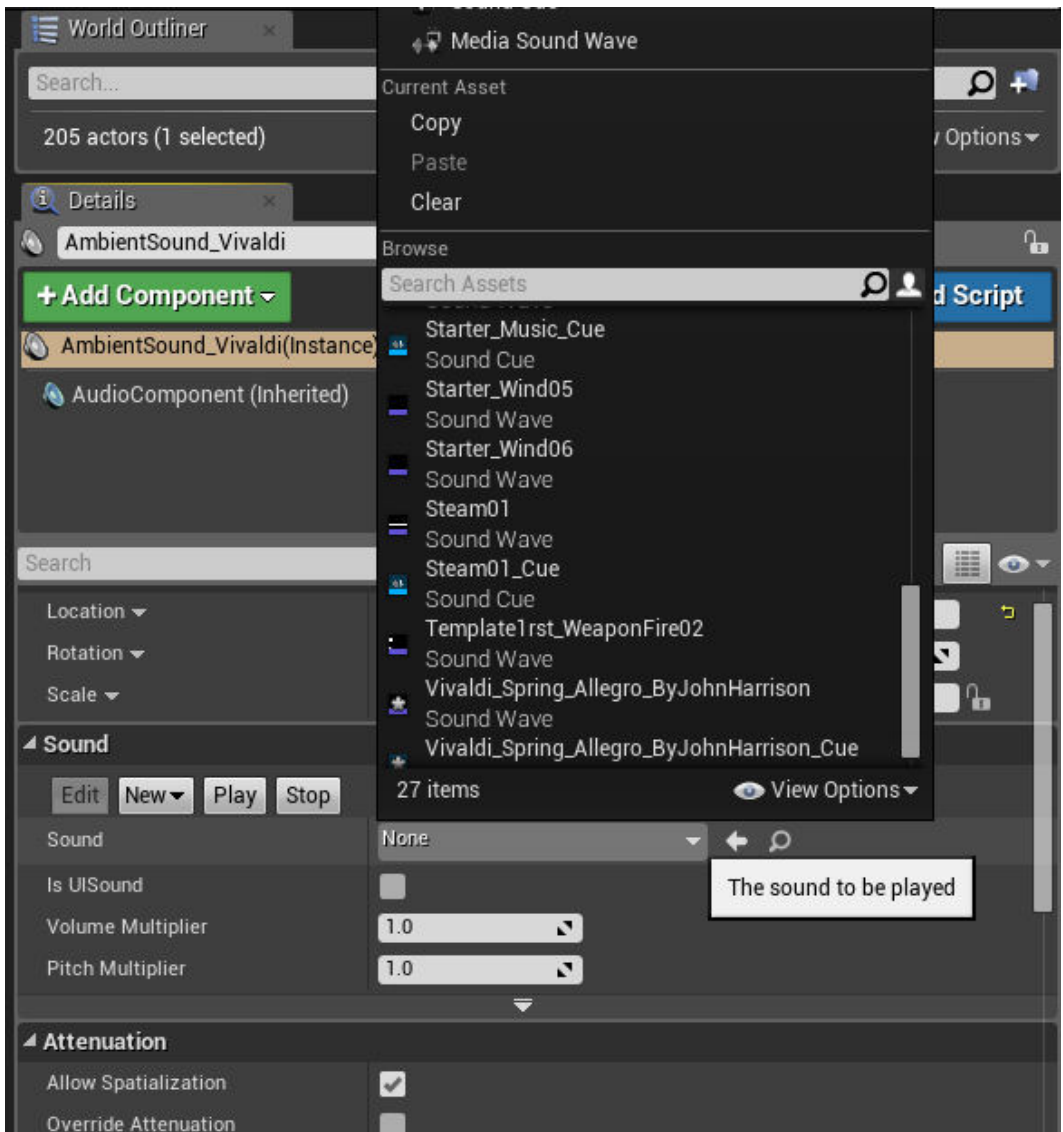 World Outliner
Sound Cue
Media Sound Wave
Search...
Current Asset
205 actors (1 selected)
Copy
Options
Paste
Details
Clear
AmbientSound_Vivaldi
Browse
Search Assets
+ Add Component
d Script
Starter_Music_Cue
AmbientSound_Vivaldi(Instance)
Sound Cue
AudioComponent (Inherited)
Starter_Wind05
Sound Wave
Starter_Wind06
Sound Wave
Steam01
Sound Wave
Search
Steam01_Cue
Sound Cue
Location
Template1rst_WeaponFire02
Rotation
Sound Wave
Scale
Vivaldi_Spring_Allegro_ByJohnHarrison
Sound Wave
Sound
Vivaldi_Spring_Allegro_ByJohnHarrison_Cue
Edit New Play Stop
27 items View Options
Sound None
The sound to be played
Is UISound
Volume Multiplier 1.0
Pitch Multiplier 1.0
Attenuation
Allow Spatialization
Override Attenuation